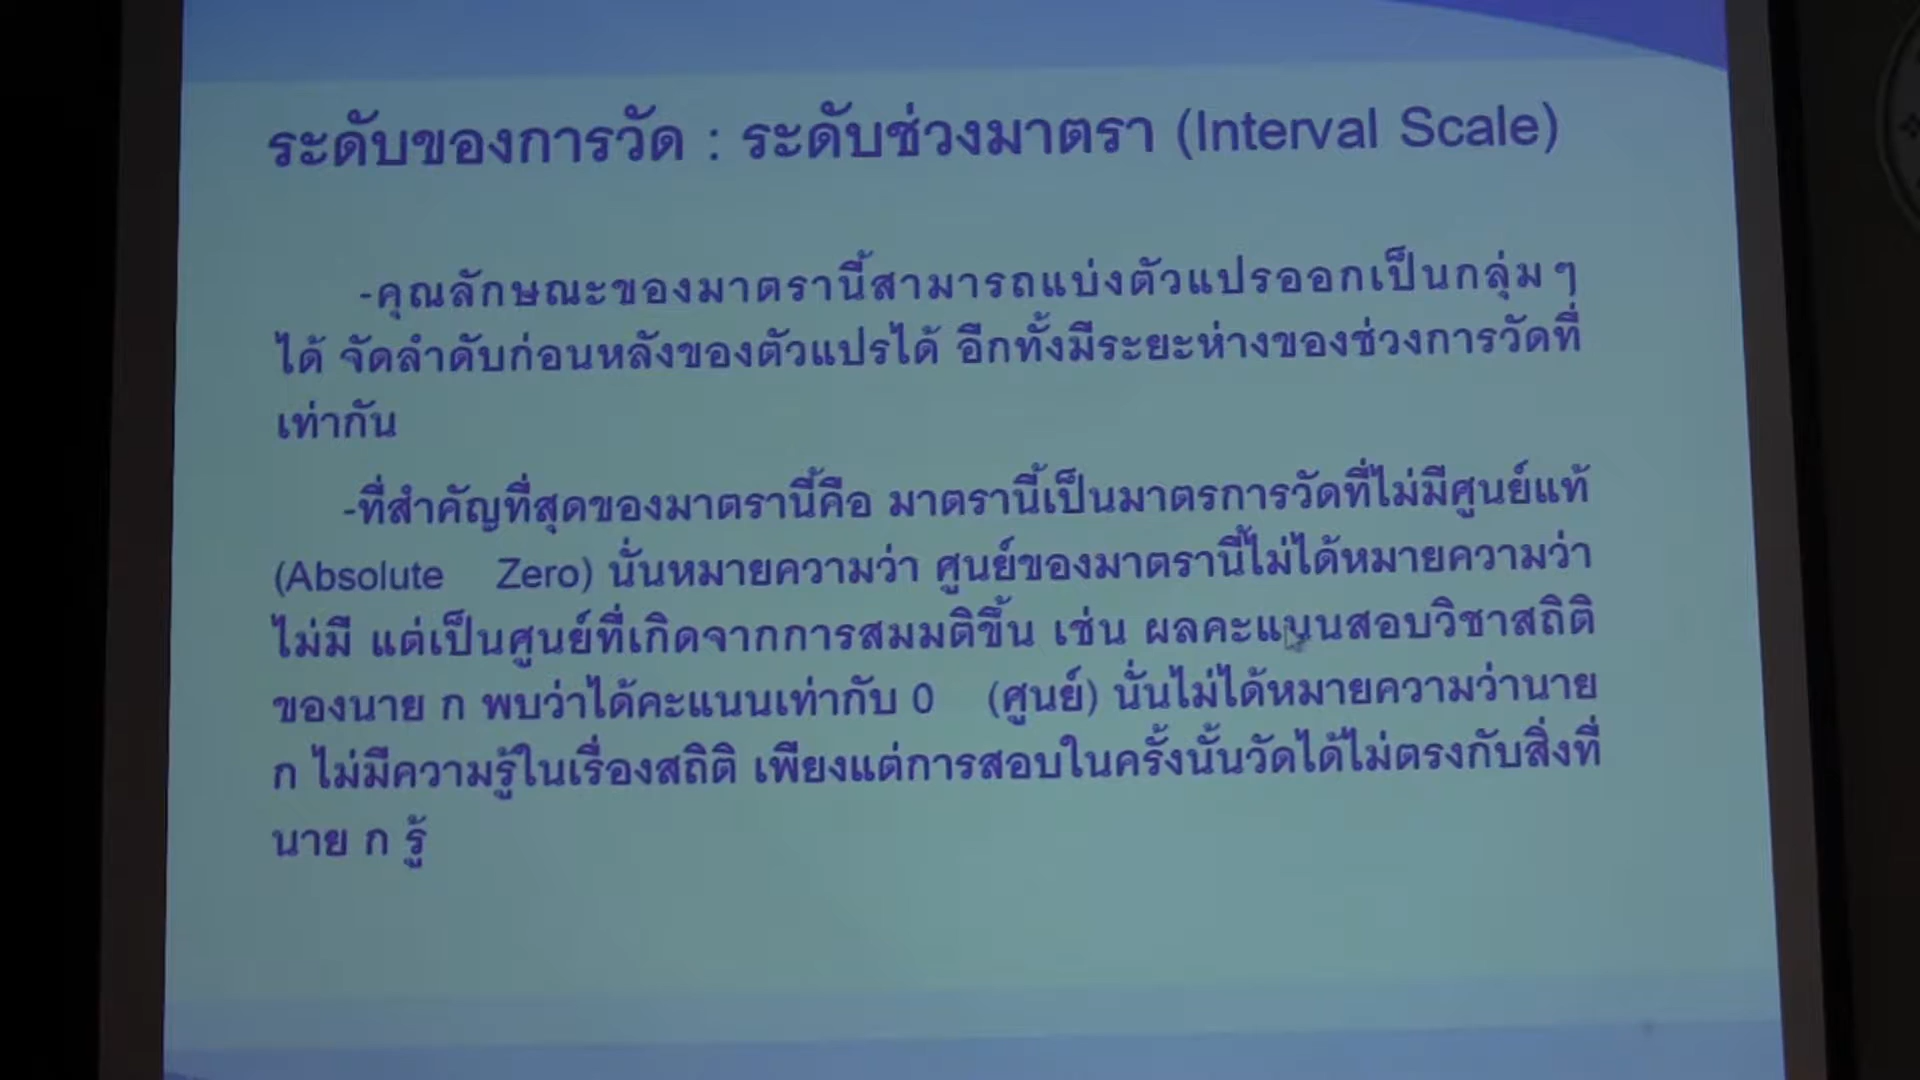 ระดับของการวัด : ระดับช่วงมาตรา (Interval Scale)
-คุณลักษณะของมาตรานี้สามารถแบ่งตัวแปรออกเป็นกลุ่มๆ
ได้ จัดลำดับก่อนหลังของตัวแปรได้ อีกทั้งมีระยะห่างของช่วงการวัดที่
เท่ากัน
-ที่สำคัญที่สุดของมาตรานี้คือ มาตรานี้เป็นมาตรการวัดที่ไม่มีศูนย์แท้
(Absolute Zero) นั่นหมายความว่า ศูนย์ของมาตรานี้ไม่ได้หมายความว่า
ไม่มี แต่เป็นศูนย์ที่เกิดจากการสมมติขึ้น เช่น ผลคะแนนสอบวิชาสถิติ
ของนาย ก พบว่าได้คะแนนเท่ากับ 0 (ศูนย์) นั่นไม่ได้หมายความว่านาย
ก ไม่มีความรู้ในเรื่องสถิติ เพียงแต่การสอบในครั้งนั้นวัดได้ไม่ตรงกับสิ่งที่
นาย ก รู้